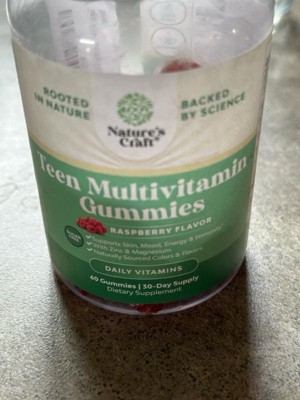 ROOTED
IN NATURE
BACKED
BY SCIENCE
Nature's
Craft
Teen Multivitamin
Gummies
RASPBERRY FLAVOR
Supports Skin, Mood, Energy & Immunity
With Zinc & Magnesium
Naturally Sourced Colors & Flavors
DAILY VITAMINS
60 Gummies | 30-Day Supply
Dietary Supplement